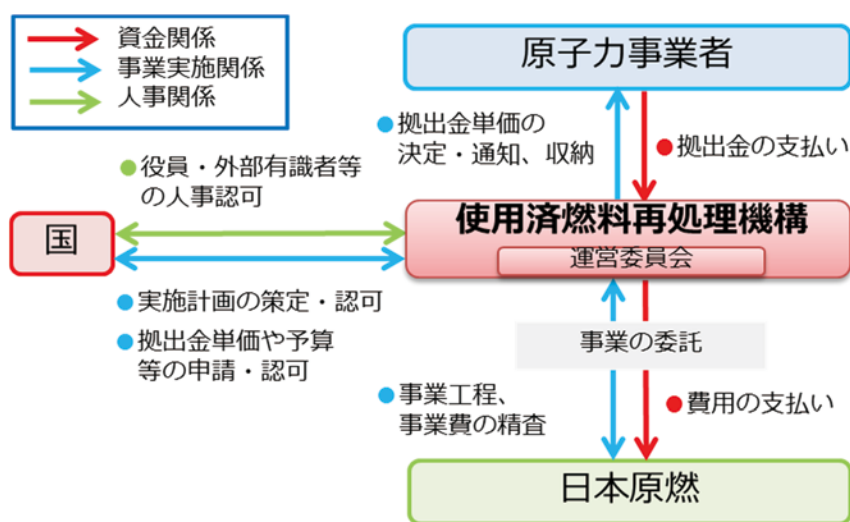 資金関係
事業実施関係
人事関係
原子力事業者
●拠出金単価の
決定・通知、収納
●拠出金の支払い
●役員・外部有識者等
の人事認可
国
使用済燃料再処理機構
運営委員会
●実施計画の策定・認可
●拠出金単価や予算
等の申請・認可
事業の委託
●事業工程、
事業費の精査
●費用の支払い
日本原燃